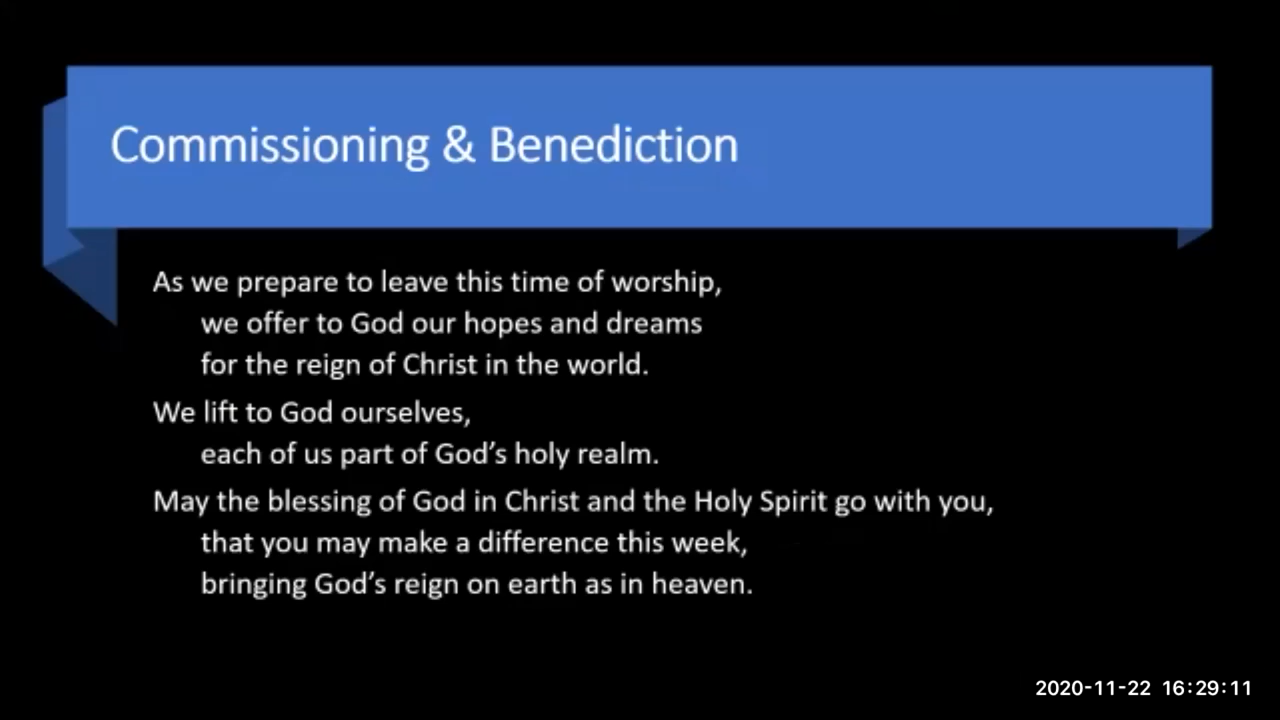 Commissioning & Benediction
As we prepare to leave this time of worship,
we offer to God our hopes and dreams
for the reign of Christ in the world.
We lift to God ourselves,
each of us part of God’s holy realm.
May the blessing of God in Christ and the Holy Spirit go with you,
that you may make a difference this week,
bringing God’s reign on earth as in heaven.
2020-11-22 16:29:11